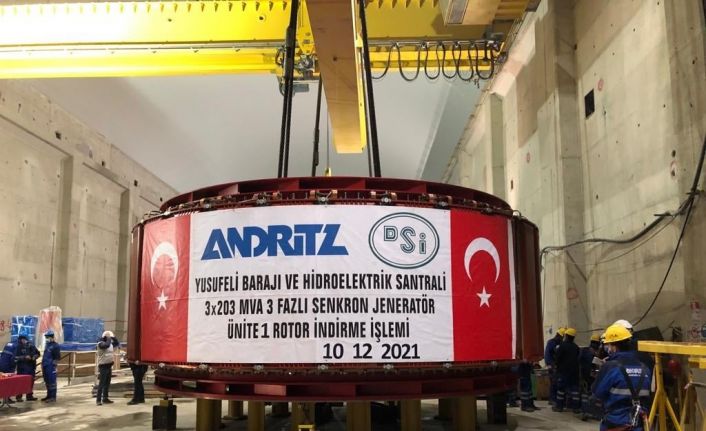 ANDRITZ
DSİ
YUSUFELİ BARAJI VE HİDROELEKTRİK SANTRALİ
3x203 MVA 3 FAZLI SENKRON JENERATÖR
ÜNİTE 1 ROTOR İNDİRME İŞLEMİ
10 12 2021